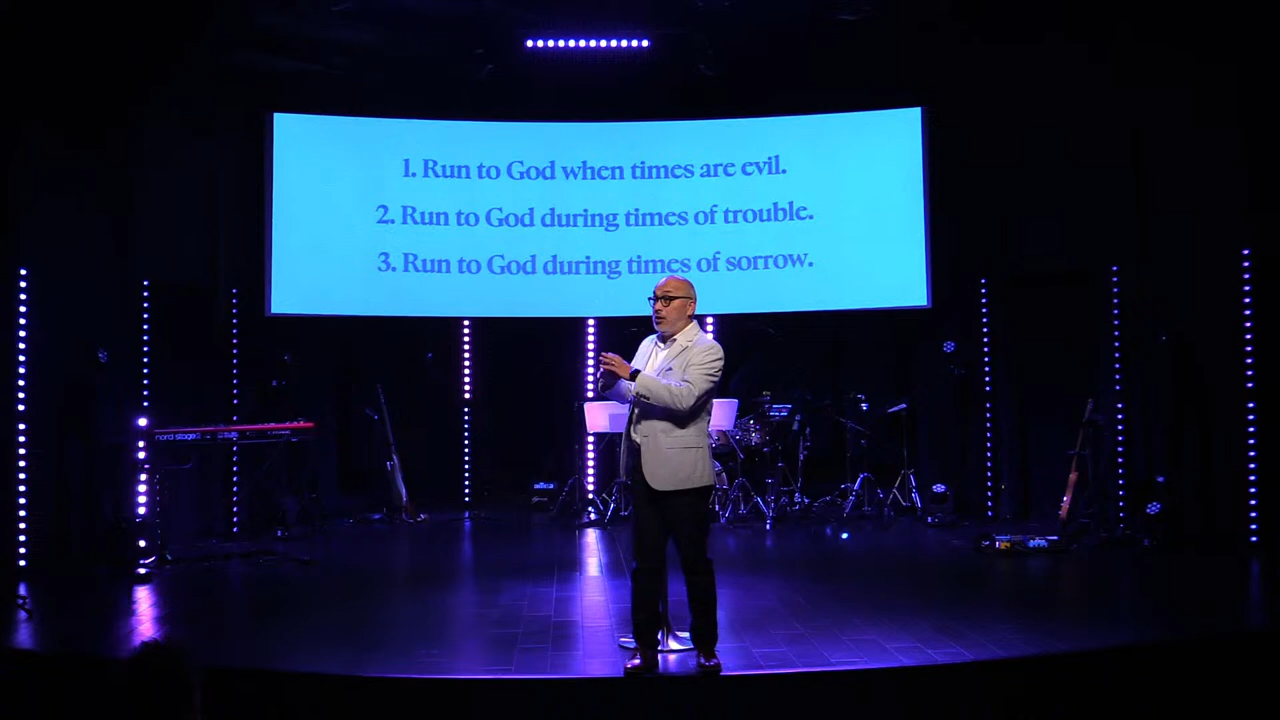 1. Run to God when times are evil.
2. Run to God during times of trouble.
3. Run to God during times of sorrow.
nord stage